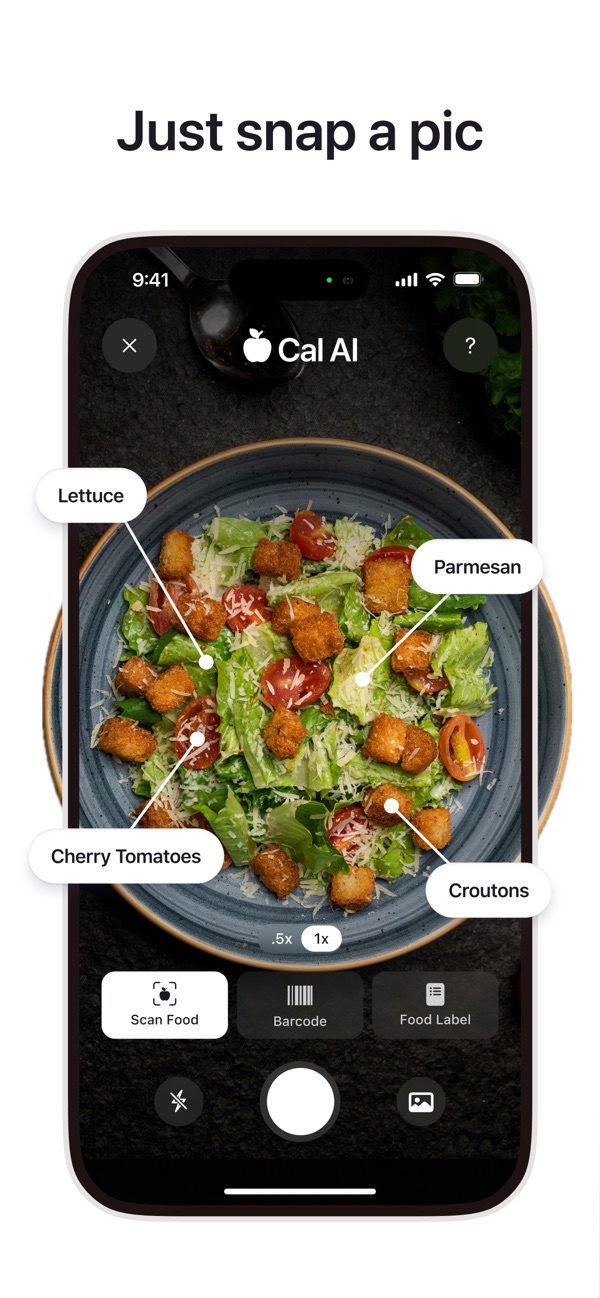 Just snap a pic
9:41
Cal AI
?
Lettuce
Parmesan
Cherry Tomatoes
Croutons
.5x 1x
Scan Food
Barcode
Food Label